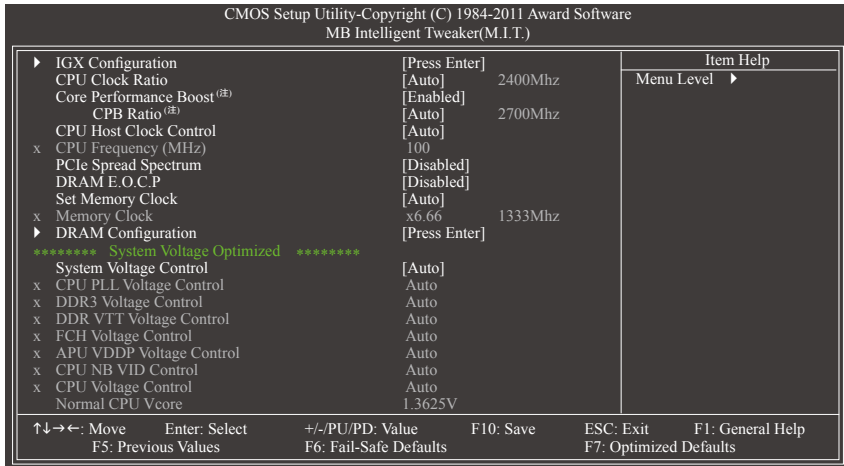 CMOS Setup Utility-Copyright (C) 1984-2011 Award Software
MB Intelligent Tweaker(M.I.T.)
▶ IGX Configuration [Press Enter]
CPU Clock Ratio [Auto] 2400Mhz
Core Performance Boost (注) [Enabled]
CPB Ratio (注) [Auto] 2700Mhz
CPU Host Clock Control [Auto]
x CPU Frequency (MHz) 100
PCIe Spread Spectrum [Disabled]
DRAM E.O.C.P [Disabled]
Set Memory Clock [Auto]
x Memory Clock x6.66 1333Mhz
▶ DRAM Configuration [Press Enter]
******** System Voltage Optimized ********
System Voltage Control [Auto]
x CPU PLL Voltage Control Auto
x DDR3 Voltage Control Auto
x DDR VTT Voltage Control Auto
x FCH Voltage Control Auto
x APU VDDP Voltage Control Auto
x CPU NB VID Control Auto
x CPU Voltage Control Auto
Normal CPU Vcore 1.3625V
Item Help
Menu Level ▶
↑↓→←: Move Enter: Select +/-/PU/PD: Value F10: Save ESC: Exit F1: General Help
F5: Previous Values F6: Fail-Safe Defaults F7: Optimized Defaults